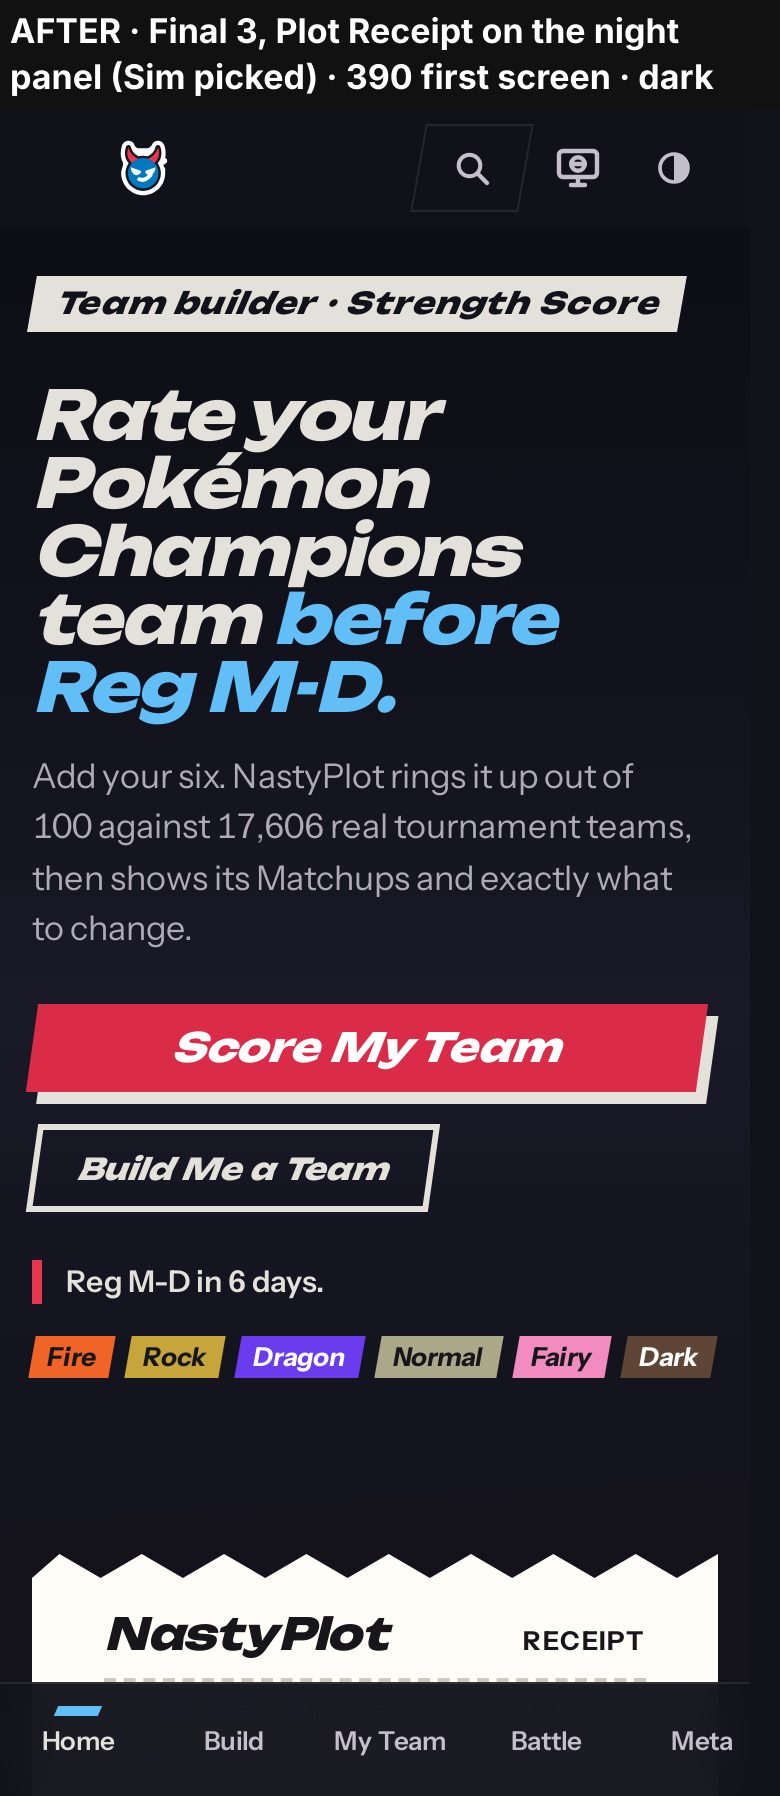 AFTER · Final 3, Plot Receipt on the night
panel (Sim picked) · 390 first screen · dark
Team builder · Strength Score
Rate your
Pokémon
Champions
team before
Reg M-D.
Add your six. NastyPlot rings it up out of
100 against 17,606 real tournament teams,
then shows its Matchups and exactly what
to change.
Score My Team
Build Me a Team
Reg M-D in 6 days.
Fire Rock Dragon Normal Fairy Dark
NastyPlot RECEIPT
Home Build My Team Battle Meta